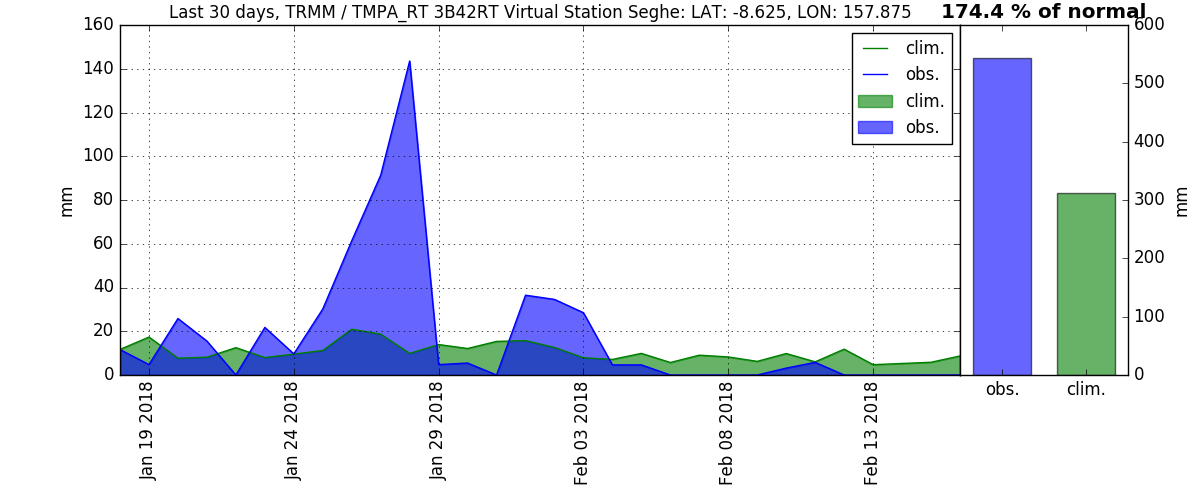 Last 30 days, TRMM / TMPA_RT 3B42RT Virtual Station Seghe: LAT: -8.625, LON: 157.875
174.4 % of normal
160
140
120
100
80
60
40
20
0
mm
clim.
obs.
clim.
obs.
Jan 19 2018
Jan 24 2018
Jan 29 2018
Feb 03 2018
Feb 08 2018
Feb 13 2018
600
500
400
300
200
100
0
mm
obs.
clim.